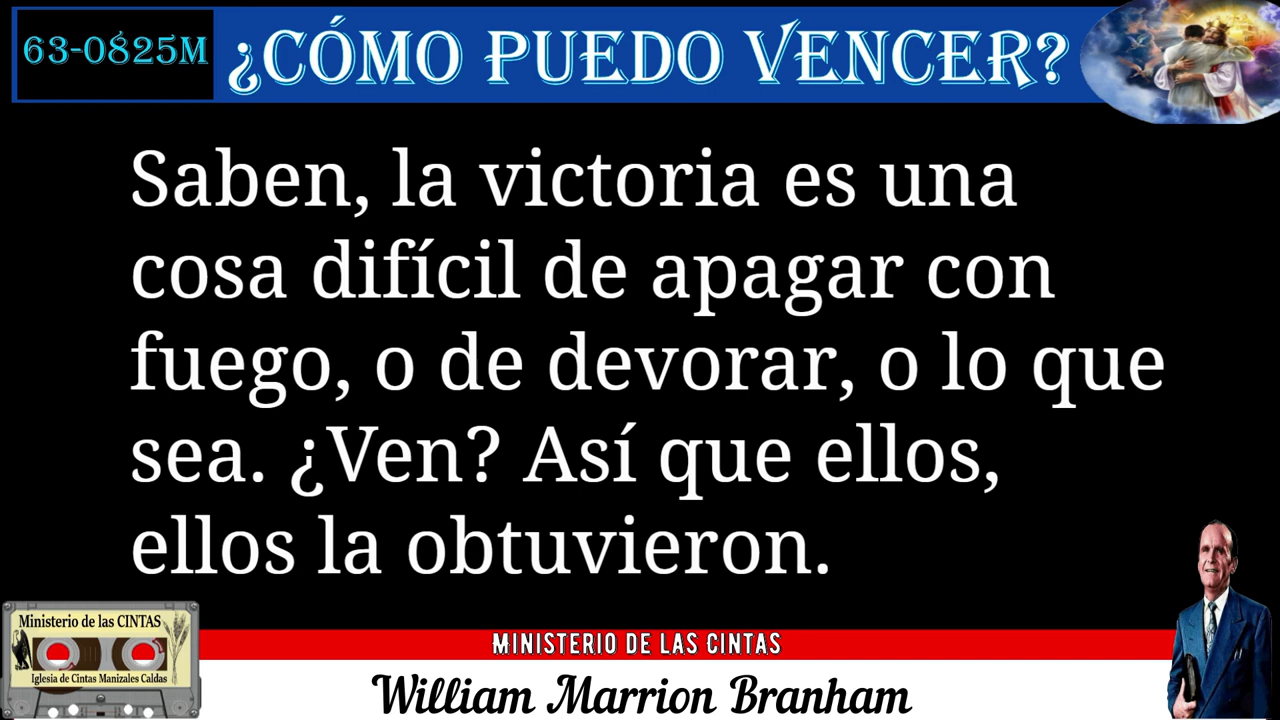 63-0825M ¿CÓMO PUEDO VENCER?
Saben, la victoria es una
cosa difícil de apagar con
fuego, o de devorar, o lo que
sea. ¿Ven? Así que ellos,
ellos la obtuvieron.
Ministerio de las CINTAS
Iglesia de Cintas Manizales Caldas
MINISTERIO DE LAS CINTAS
William Marrion Branham